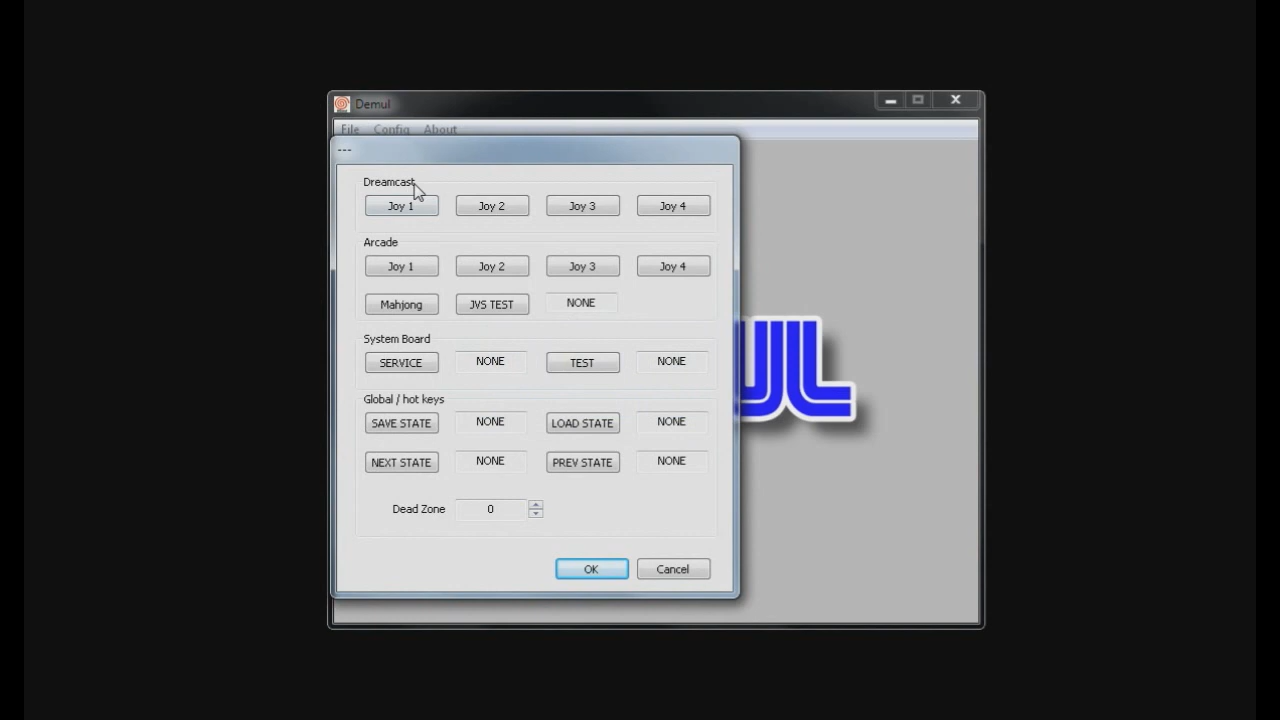 Demul
File Config About
---
Dreamcast
Joy 1 Joy 2 Joy 3 Joy 4
Arcade
Joy 1 Joy 2 Joy 3 Joy 4
Mahjong JVS TEST NONE
System Board
SERVICE NONE TEST NONE
Global / hot keys
SAVE STATE NONE LOAD STATE NONE
NEXT STATE NONE PREV STATE NONE
Dead Zone 0
OK Cancel
UL